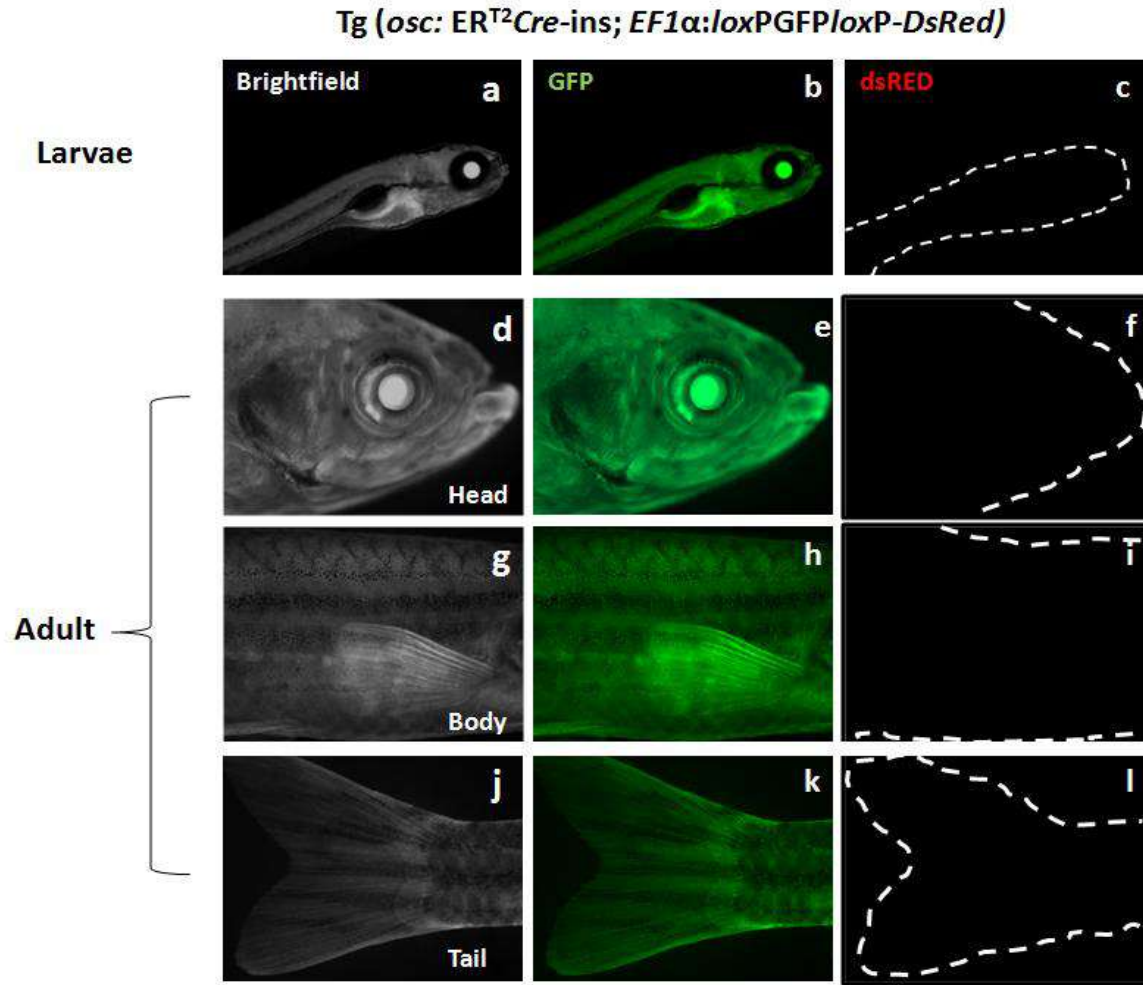 Tg (osc: ERᵀ²Cre-ins; EF1α:loxPGFPloxP-DsRed)
Larvae
Brightfield a
GFP b
dsRED c
d
Head
e
f
Adult
g
Body
h
i
j
Tail
k
l